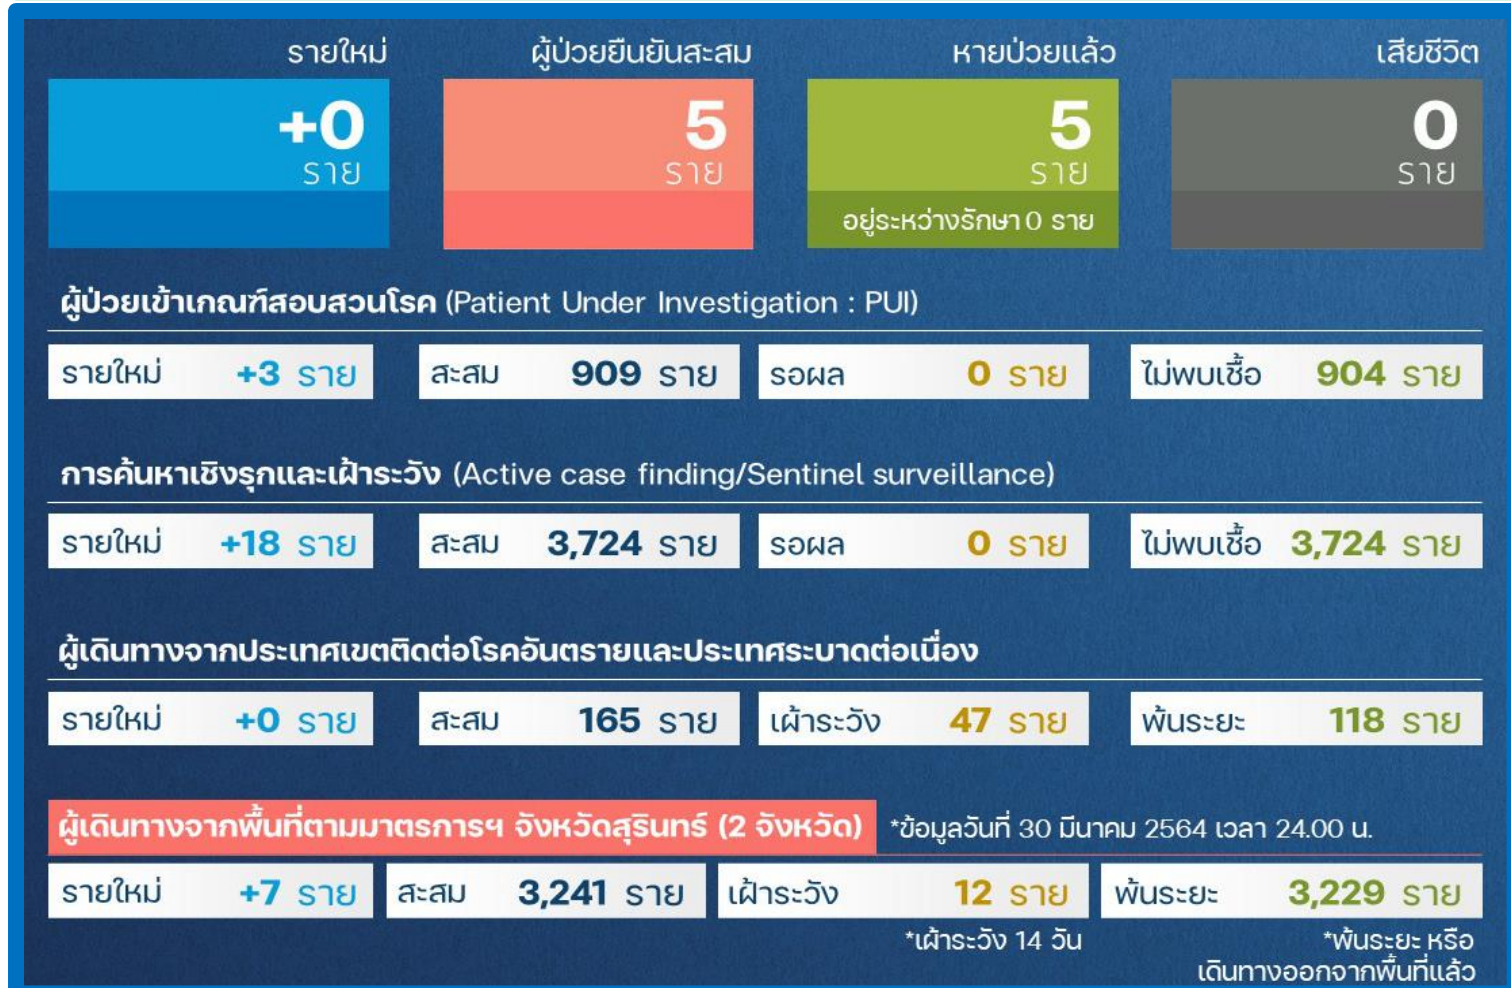 รายใหม่ ผู้ป่วยยืนยันสะสม หายป่วยแล้ว เสียชีวิต
+0 5 5 0
ราย ราย ราย ราย
อยู่ระหว่างรักษา 0 ราย
ผู้ป่วยเข้าเกณฑ์สอบสวนโรค (Patient Under Investigation : PUI)
รายใหม่ +3 ราย สะสม 909 ราย รอผล 0 ราย ไม่พบเชื้อ 904 ราย
การค้นหาเชิงรุกและเฝ้าระวัง (Active case finding/Sentinel surveillance)
รายใหม่ +18 ราย สะสม 3,724 ราย รอผล 0 ราย ไม่พบเชื้อ 3,724 ราย
ผู้เดินทางจากประเทศเขตติดต่อโรคอันตรายและประเทศระบาดต่อเนื่อง
รายใหม่ +0 ราย สะสม 165 ราย เผ้าระวัง 47 ราย พ้นระยะ 118 ราย
ผู้เดินทางจากพื้นที่ตามมาตรการฯ จังหวัดสุรินทร์ (2 จังหวัด) *ข้อมูลวันที่ 30 มีนาคม 2564 เวลา 24.00 น.
รายใหม่ +7 ราย สะสม 3,241 ราย เฝ้าระวัง 12 ราย พ้นระยะ 3,229 ราย
*เผ้าระวัง 14 วัน *พ้นระยะ หรือ
เดินทางออกจากพื้นที่แล้ว